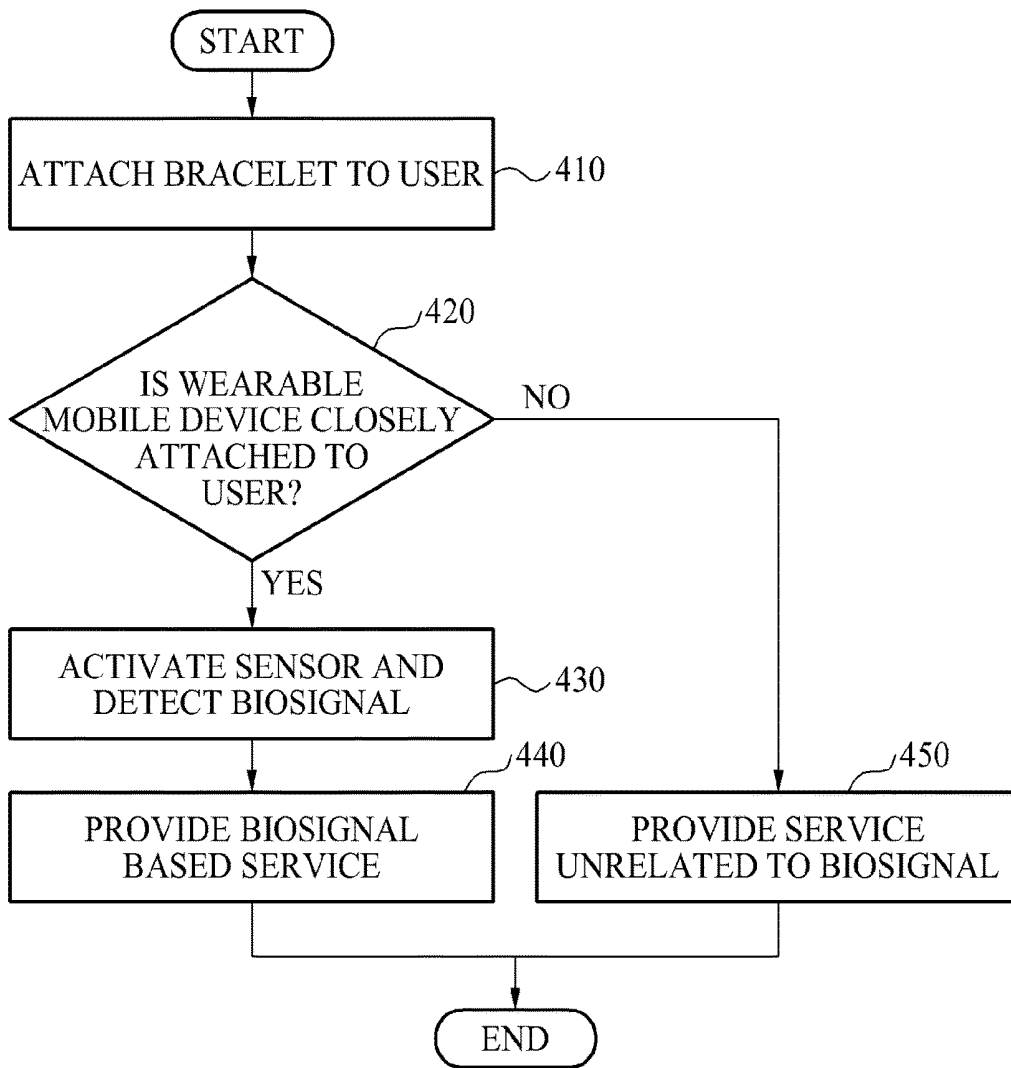 START
ATTACH BRACELET TO USER
410
420
IS WEARABLE
MOBILE DEVICE CLOSELY
ATTACHED TO
USER?
NO
YES
ACTIVATE SENSOR AND
DETECT BIOSIGNAL
430
440
PROVIDE BIOSIGNAL
BASED SERVICE
450
PROVIDE SERVICE
UNRELATED TO BIOSIGNAL
END